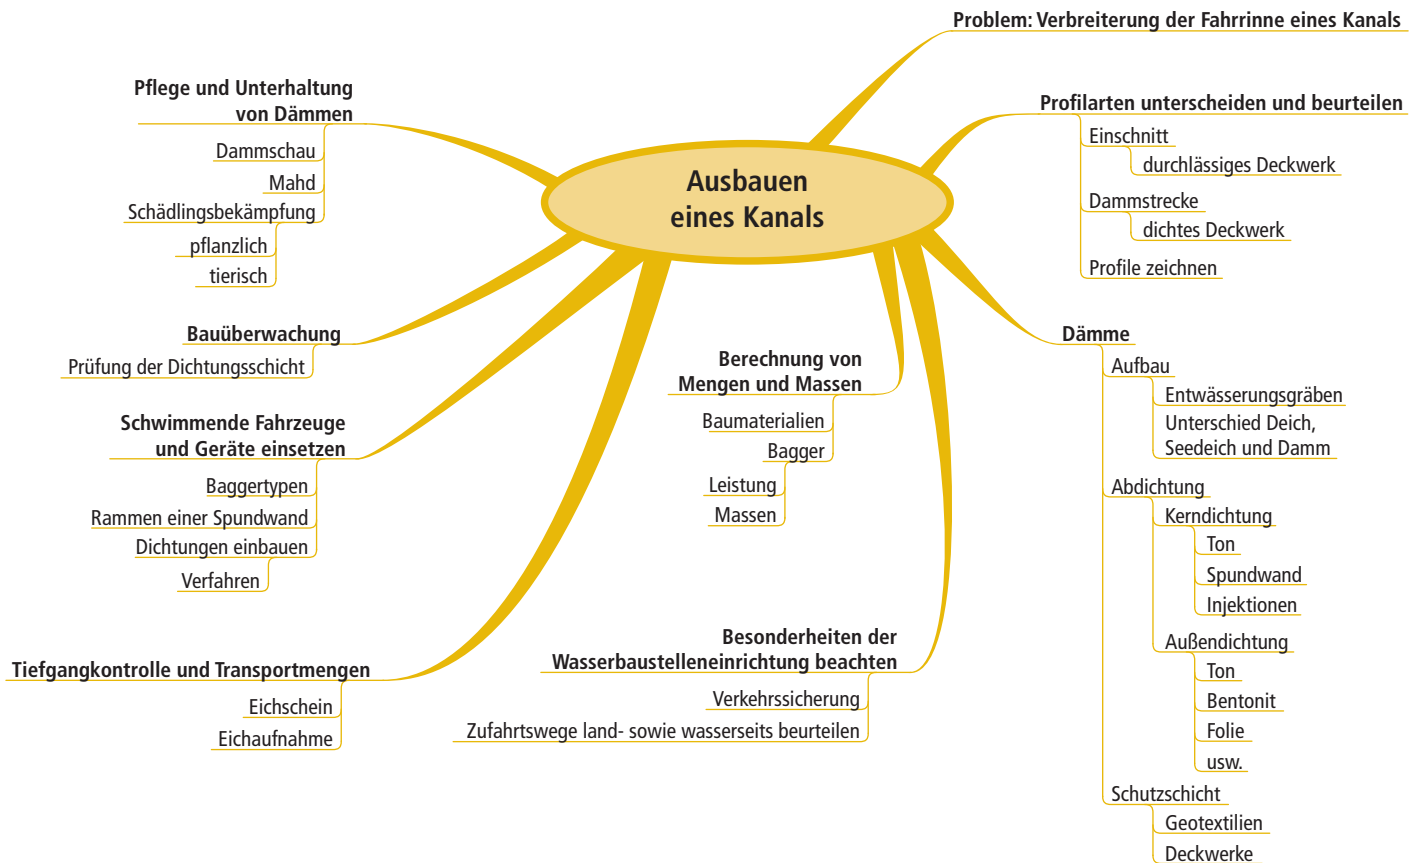 Ausbauen
eines Kanals
Problem: Verbreiterung der Fahrrinne eines Kanals
Profilarten unterscheiden und beurteilen
Einschnitt
durchlässiges Deckwerk
Dammstrecke
dichtes Deckwerk
Profile zeichnen
Dämme
Aufbau
Entwässerungsgräben
Unterschied Deich,
Seedeich und Damm
Abdichtung
Kerndichtung
Ton
Spundwand
Injektionen
Außendichtung
Ton
Bentonit
Folie
usw.
Schutzschicht
Geotextilien
Deckwerke
Besonderheiten der
Wasserbaustelleneinrichtung beachten
Verkehrssicherung
Zufahrtswege land- sowie wasserseits beurteilen
Berechnung von
Mengen und Massen
Baumaterialien
Bagger
Leistung
Massen
Tiefgangkontrolle und Transportmengen
Eichschein
Eichaufnahme
Schwimmende Fahrzeuge
und Geräte einsetzen
Baggertypen
Rammen einer Spundwand
Dichtungen einbauen
Verfahren
Bauüberwachung
Prüfung der Dichtungsschicht
Pflege und Unterhaltung
von Dämmen
Dammschau
Mahd
Schädlingsbekämpfung
pflanzlich
tierisch